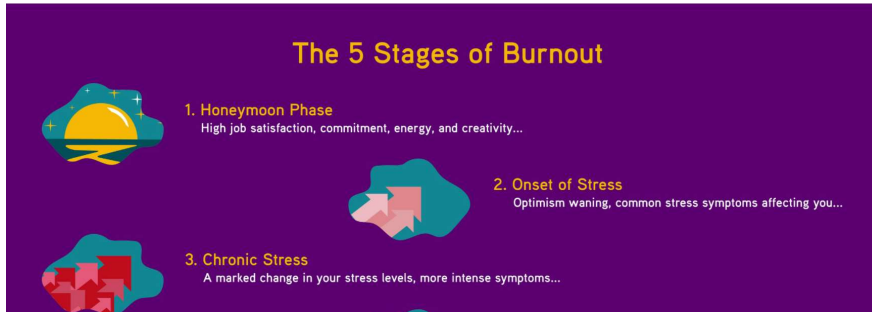 The 5 Stages of Burnout
1. Honeymoon Phase
High job satisfaction, commitment, energy, and creativity...
2. Onset of Stress
Optimism waning, common stress symptoms affecting you...
3. Chronic Stress
A marked change in your stress levels, more intense symptoms...